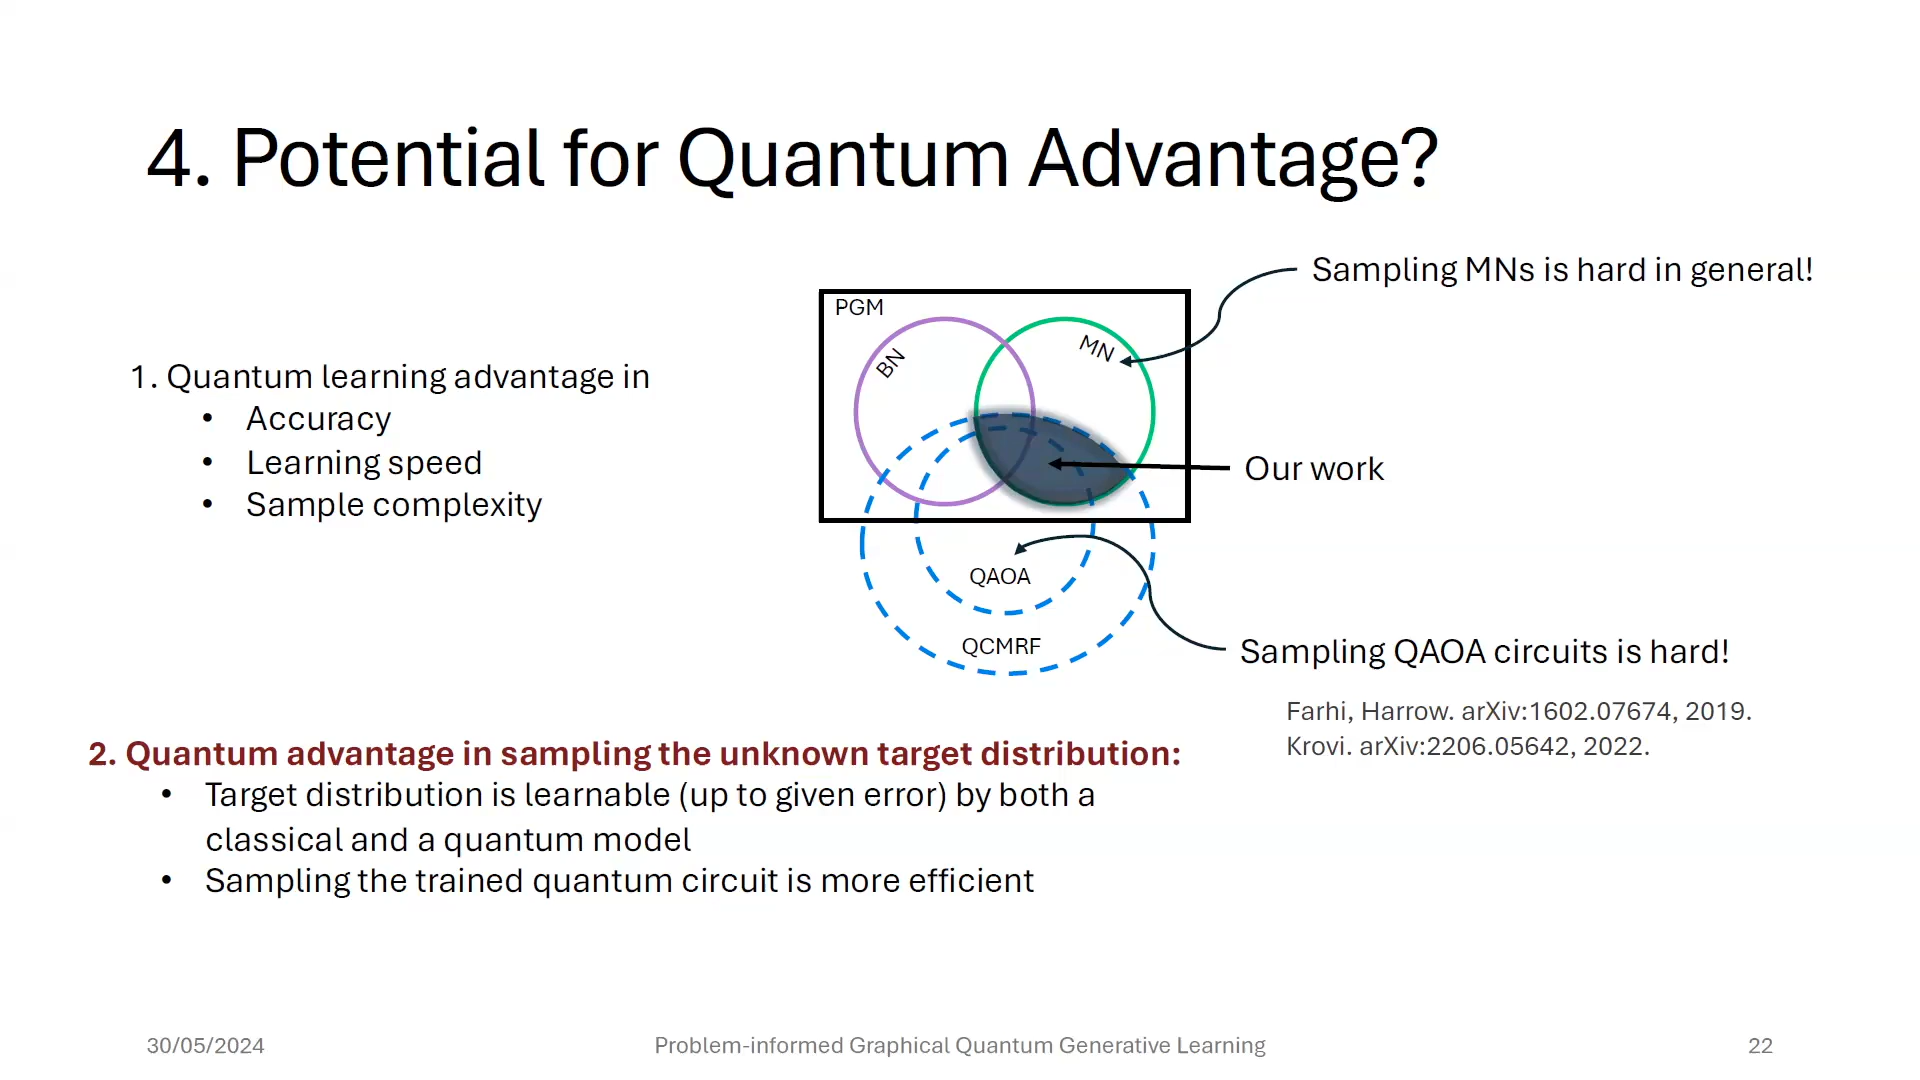 4. Potential for Quantum Advantage?
Sampling MNs is hard in general!
PGM
BN
MN
1. Quantum learning advantage in
• Accuracy
• Learning speed
• Sample complexity
Our work
QAOA
QCMRF
Sampling QAOA circuits is hard!
Farhi, Harrow. arXiv:1602.07674, 2019.
Krovi. arXiv:2206.05642, 2022.
2. Quantum advantage in sampling the unknown target distribution:
• Target distribution is learnable (up to given error) by both a
classical and a quantum model
• Sampling the trained quantum circuit is more efficient
30/05/2024
Problem-informed Graphical Quantum Generative Learning
22